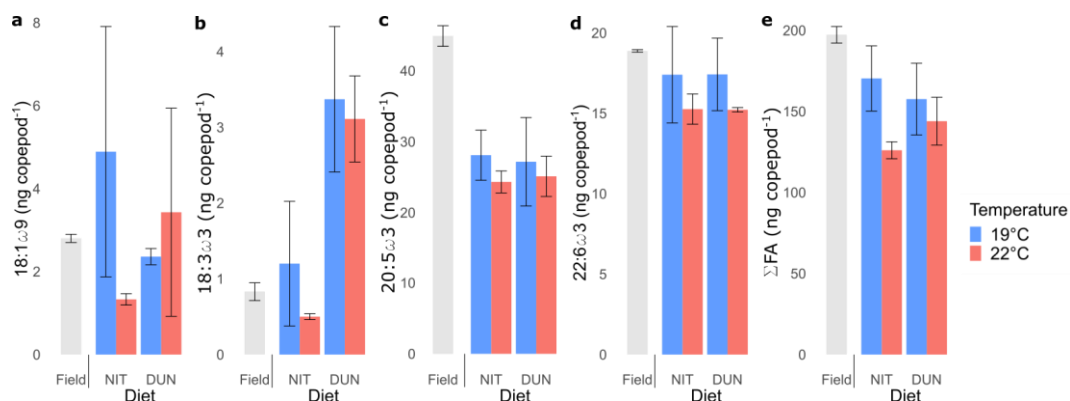 a
18:1ω9 (ng copepod⁻¹)
8
6
4
2
0
Field NIT DUN
Diet
b
18:3ω3 (ng copepod⁻¹)
4
3
2
1
0
Field NIT DUN
Diet
c
20:5ω3 (ng copepod⁻¹)
40
30
20
10
0
Field NIT DUN
Diet
d
22:6ω3 (ng copepod⁻¹)
20
15
10
5
0
Field NIT DUN
Diet
e
ΣFA (ng copepod⁻¹)
200
150
100
50
0
Field NIT DUN
Diet
Temperature
19°C
22°C